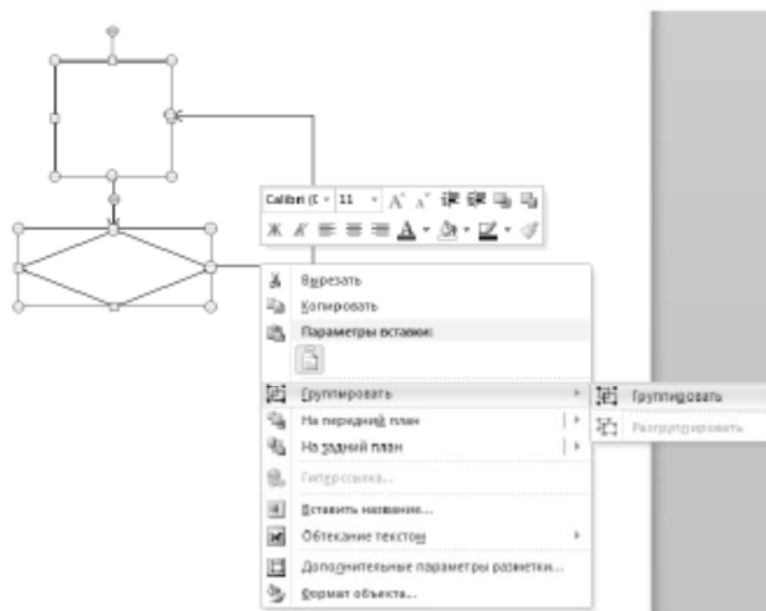 Calibri (С 11
Ж К А
Вырезать
Копировать
Параметры вставки:
Группировать
Группировать
На передний план
Разгруппировать
На задний план
Гиперссылка...
Вставить название...
Обтекание текстом
Дополнительные параметры разметки...
Формат объекта...